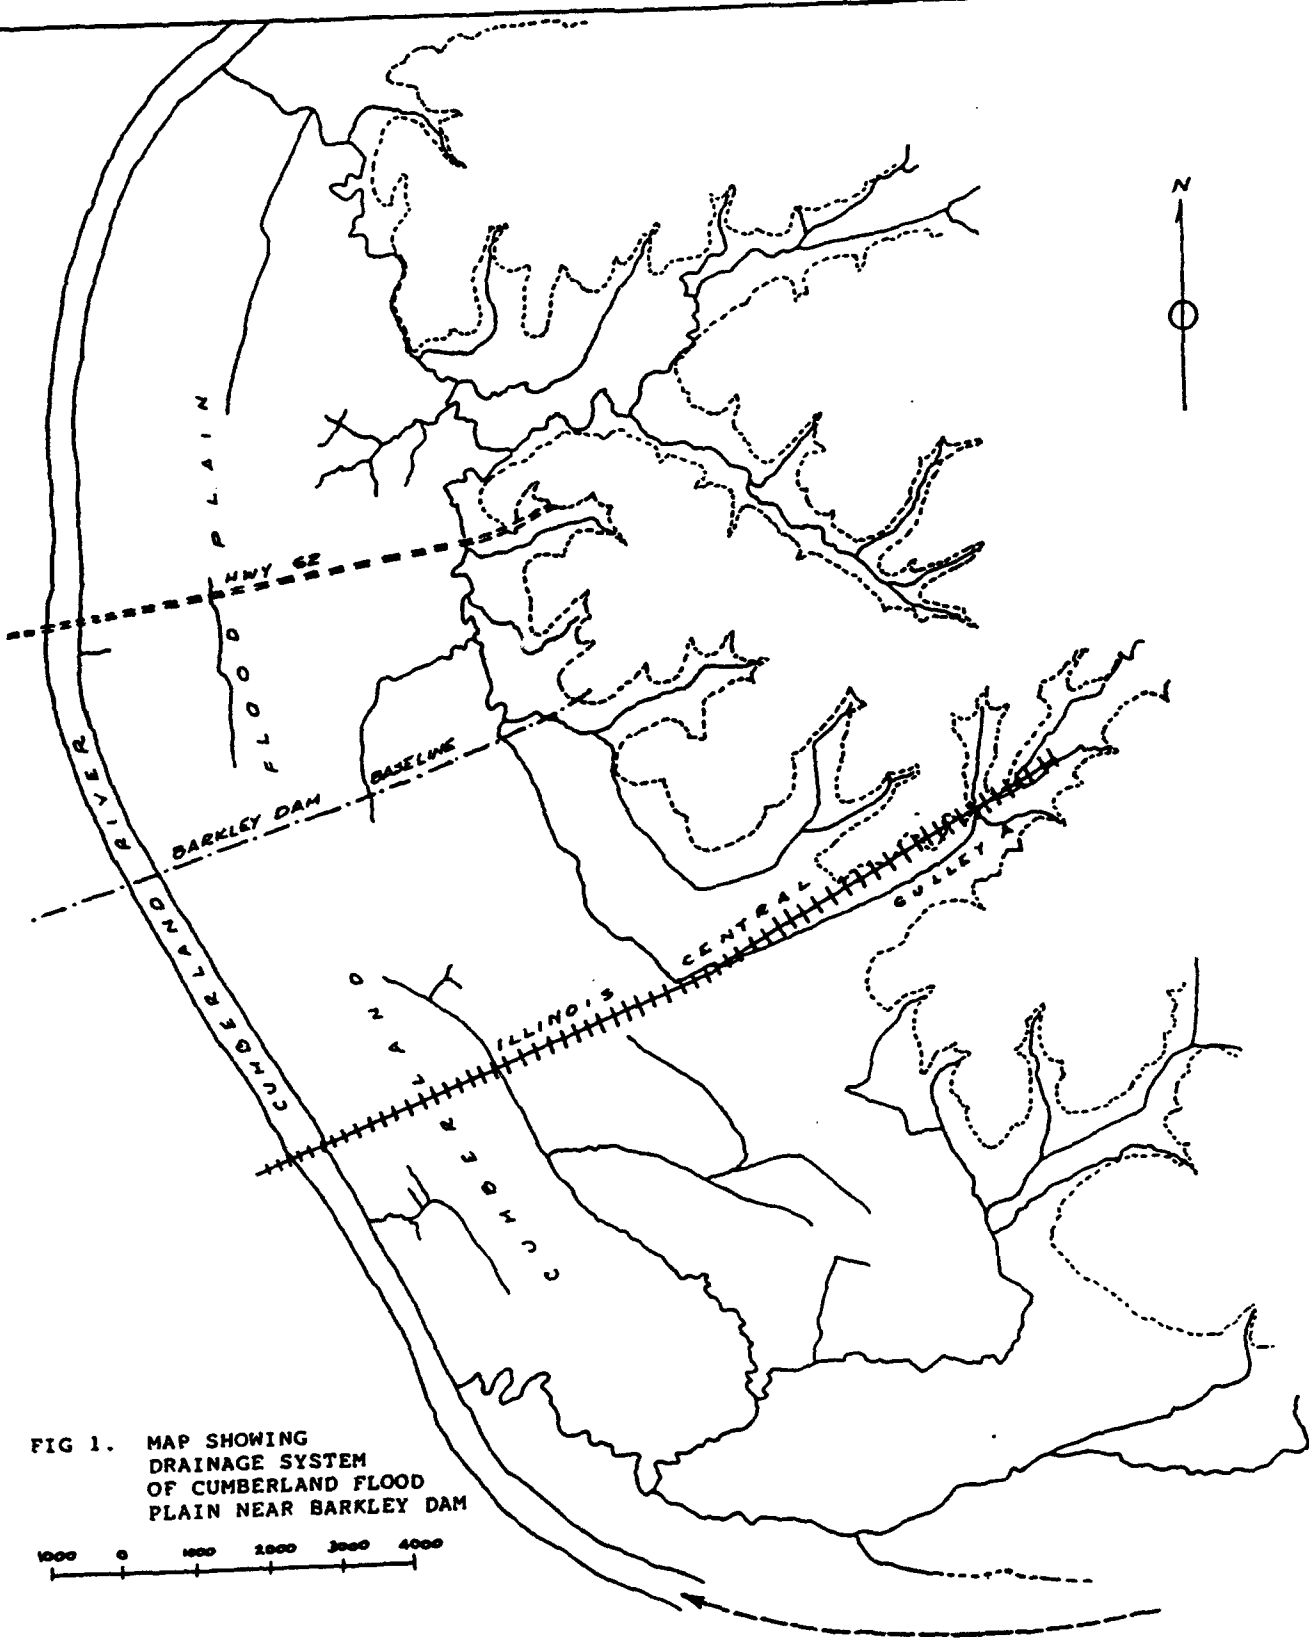 N
HWY 62
CUMBERLAND FLOOD PLAIN
BARKLEY DAM BASELINE
CUMBERLAND RIVER
ILLINOIS CENTRAL
GULLEY A
FIG 1. MAP SHOWING
DRAINAGE SYSTEM
OF CUMBERLAND FLOOD
PLAIN NEAR BARKLEY DAM
1000 0 1000 2000 3000 4000